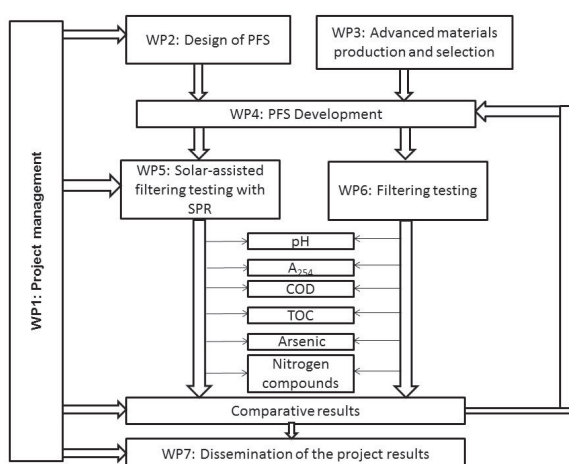 WP1: Project management
WP2: Design of PFS
WP3: Advanced materials
production and selection
WP4: PFS Development
WP5: Solar-assisted
filtering testing with
SPR
WP6: Filtering testing
pH
A254
COD
TOC
Arsenic
Nitrogen
compounds
Comparative results
WP7: Dissemination of the project results